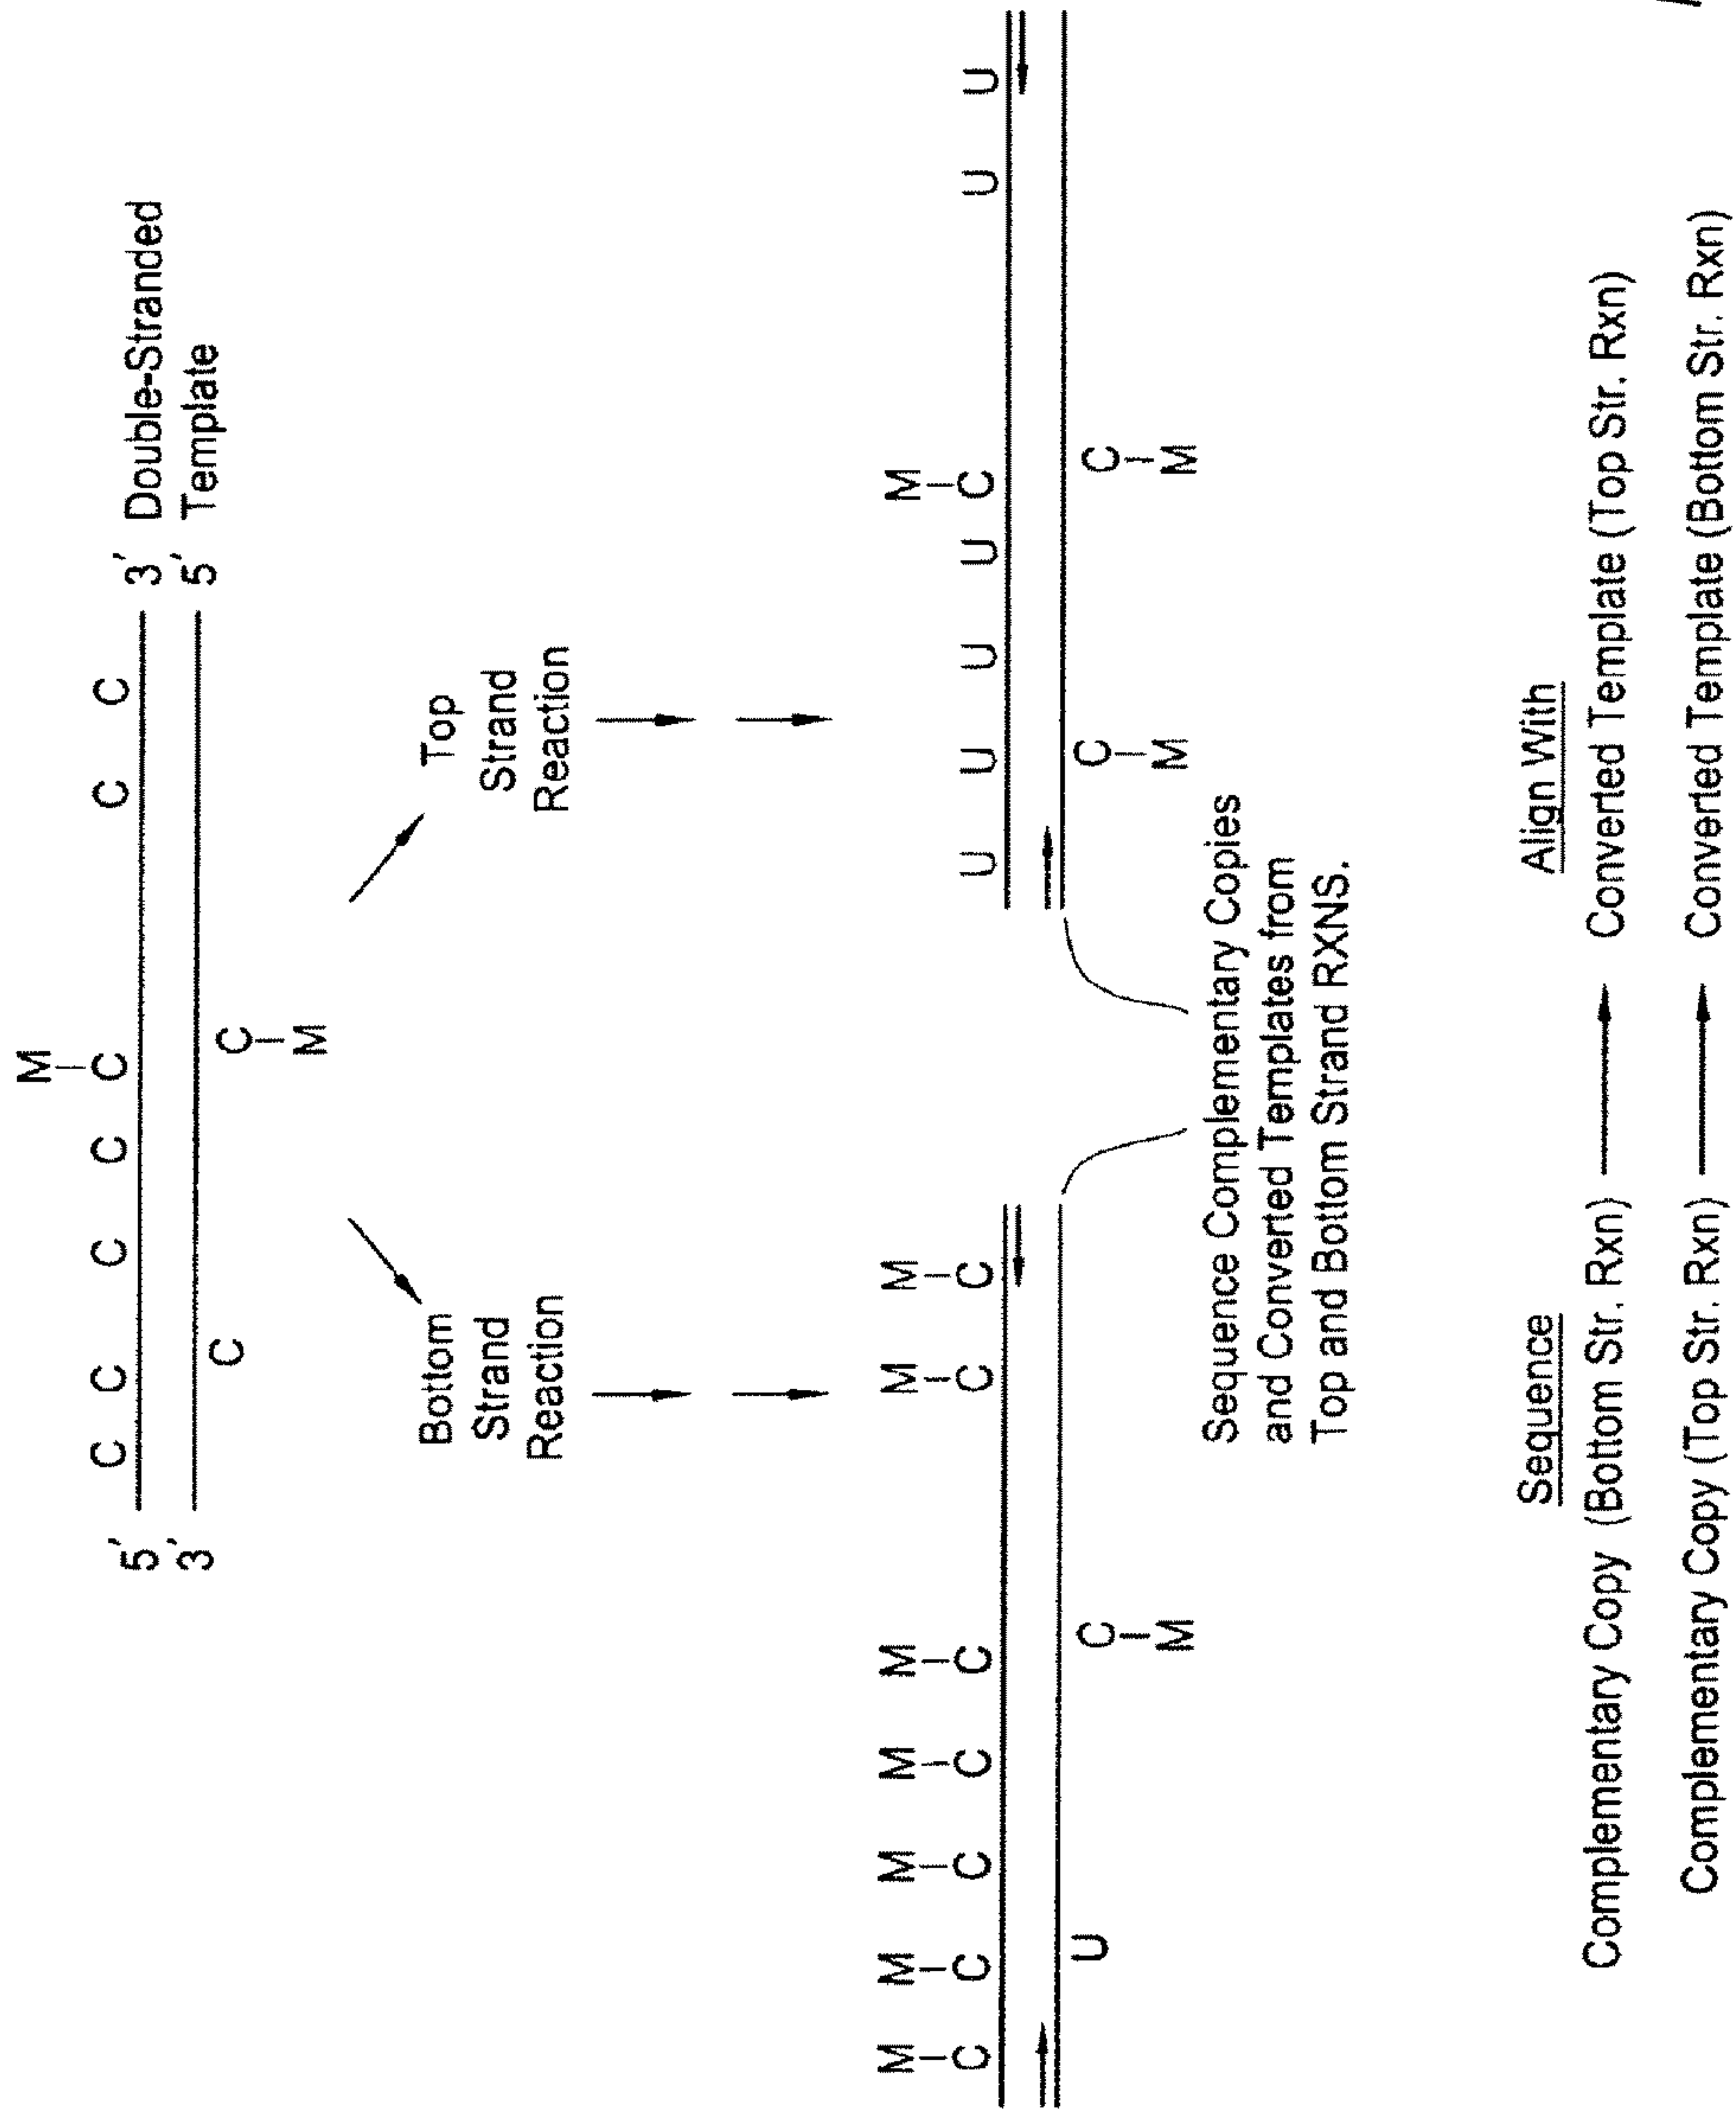 M
C C C C C C C
5' 3' Double-Stranded
3' 5' Template
C C
M
Bottom Top
Strand Strand
Reaction Reaction
M M M M M M M M
C C C C C C C U U U U C U U
U C C C
M M M
Sequence Complementary Copies
and Converted Templates from
Top and Bottom Strand RXNS.
Sequence Align With
Complementary Copy (Bottom Str. Rxn) Converted Template (Top Str. Rxn)
Complementary Copy (Top Str. Rxn) Converted Template (Bottom Str. Rxn)